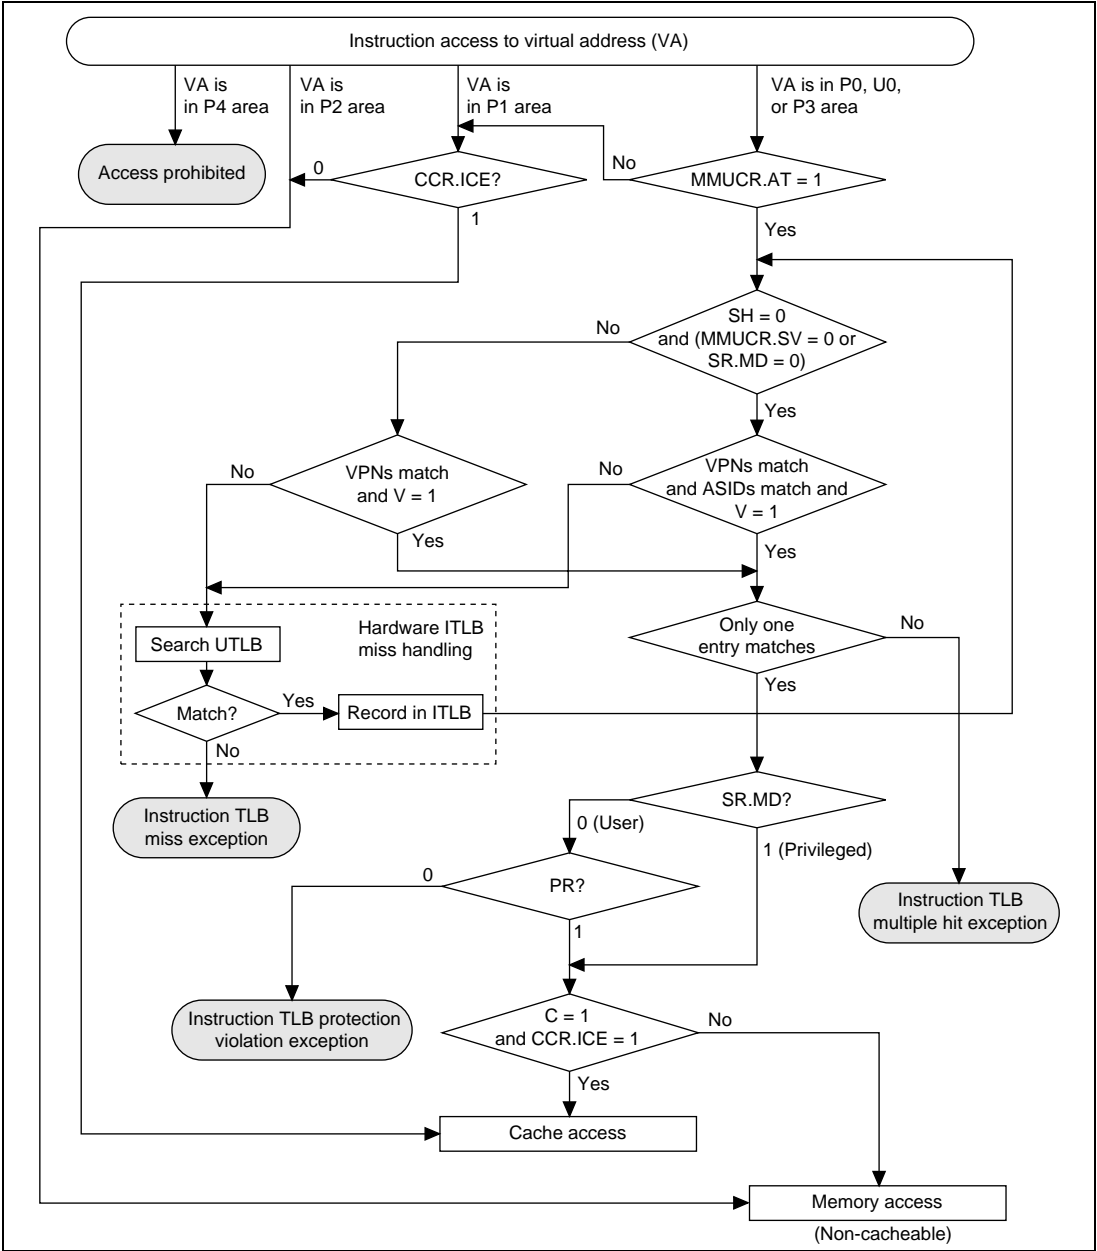 Instruction access to virtual address (VA)
VA is
in P4 area
VA is
in P2 area
VA is
in P1 area
VA is in P0, U0,
or P3 area
Access prohibited
0
CCR.ICE?
1
No
MMUCR.AT = 1
Yes
SH = 0
and (MMUCR.SV = 0 or
SR.MD = 0)
No
Yes
No
VPNs match
and V = 1
Yes
No
VPNs match
and ASIDs match and
V = 1
Yes
Search UTLB
Hardware ITLB
miss handling
Match?
Yes
Record in ITLB
No
Only one
entry matches
No
Yes
Instruction TLB
miss exception
SR.MD?
0 (User)
1 (Privileged)
0
PR?
1
Instruction TLB
multiple hit exception
Instruction TLB protection
violation exception
C = 1
and CCR.ICE = 1
No
Yes
Cache access
Memory access
(Non-cacheable)